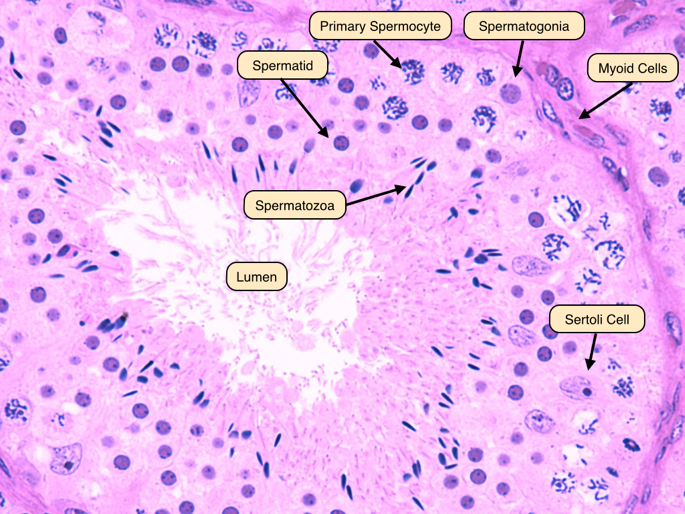 Primary Spermocyte
Spermatogonia
Spermatid
Myoid Cells
Spermatozoa
Lumen
Sertoli Cell